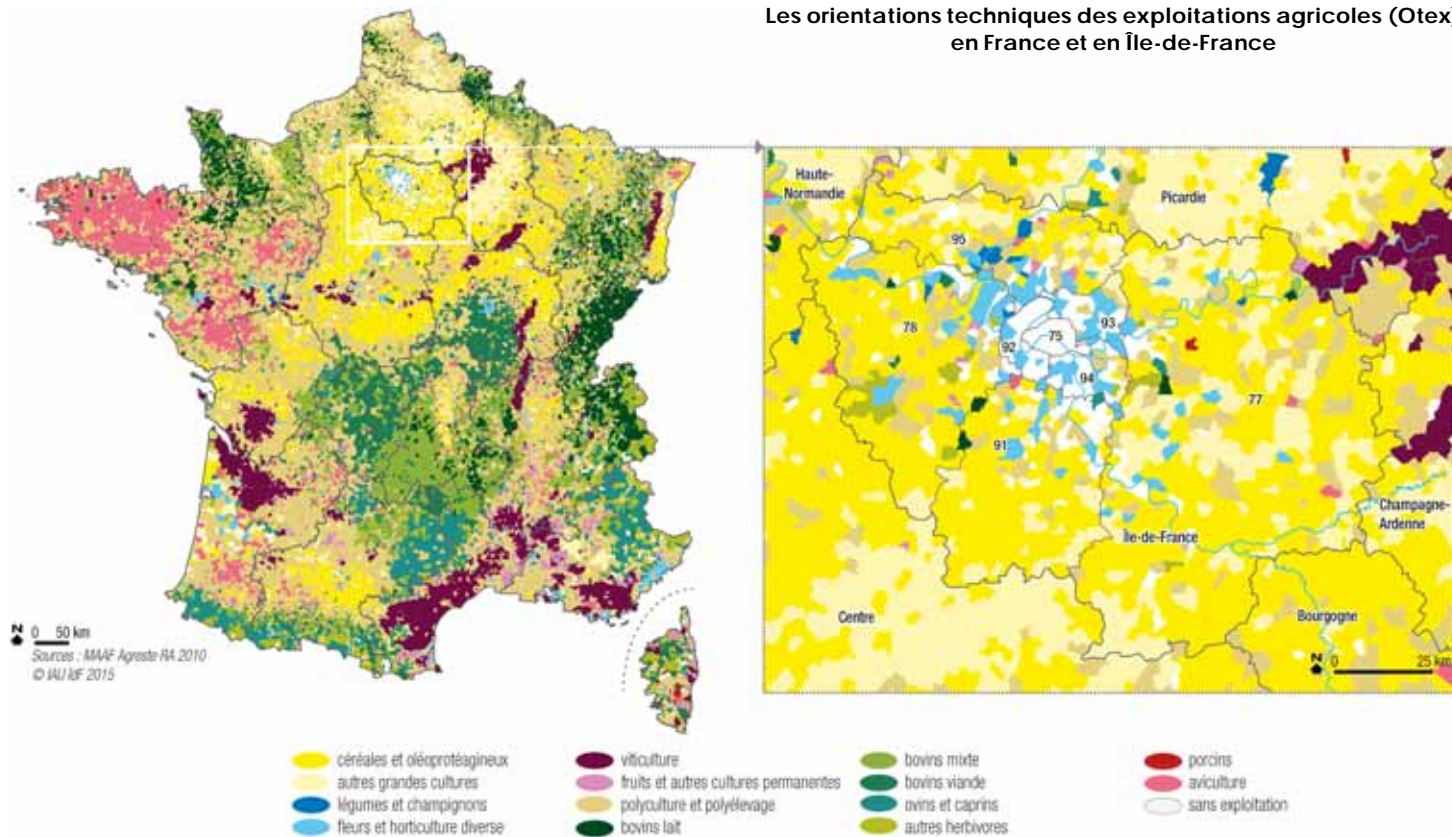 Les orientations techniques des exploitations agricoles (Otex)
en France et en Île-de-France
Haute-
Normandie
Picardie
95
78
92
75
93
94
77
91
Île-de-France
Champagne-
Ardenne
Centre
Bourgogne
N 0 25 km
N 0 50 km
Sources : MAAF Agreste RA 2010
© IAU îdF 2015
céréales et oléoprotéagineux
autres grandes cultures
légumes et champignons
fleurs et horticulture diverse
viticulture
fruits et autres cultures permanentes
polyculture et polyélevage
bovins lait
bovins mixte
bovins viande
ovins et caprins
autres herbivores
porcins
aviculture
sans exploitation